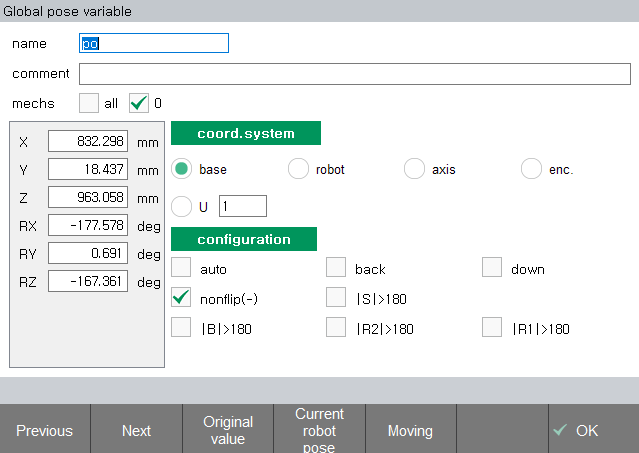 Global pose variable
name po
comment
mechs all 0
coord.system
X 832.298 mm
Y 18.437 mm
base robot axis enc.
Z 963.058 mm
U 1
RX -177.578 deg
RY 0.691 deg
configuration
RZ -167.361 deg
auto back down
nonflip(-) |S|>180
|B|>180 |R2|>180 |R1|>180
Previous
Next
Original
value
Current
robot
pose
Moving
OK